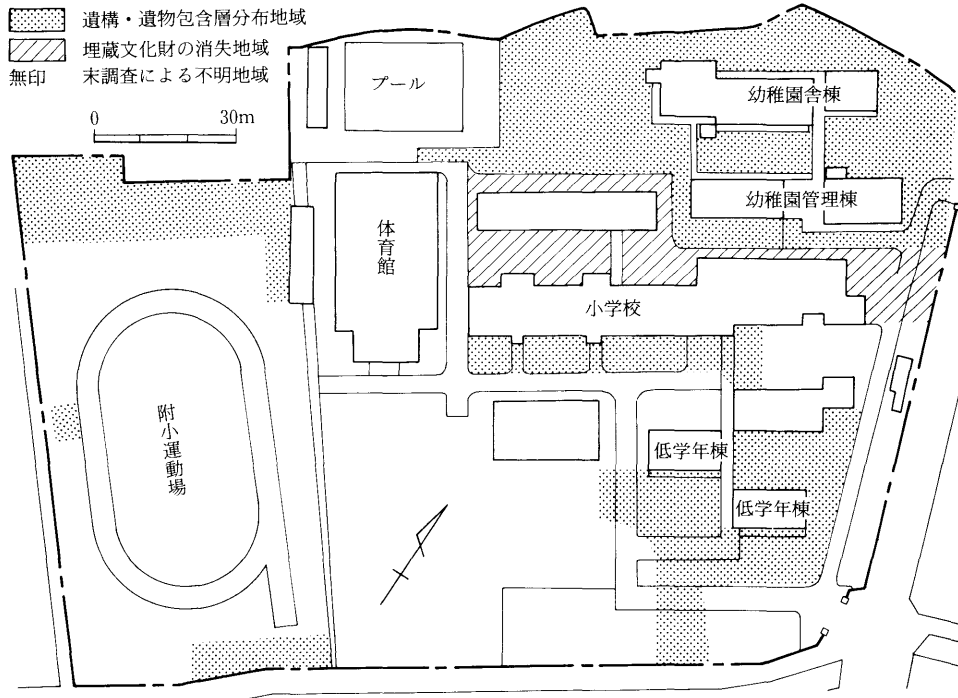 遺構・遺物包含層分布地域
埋蔵文化財の消失地域
無印 末調査による不明地域
0 30m
プール
幼稚園舎棟
幼稚園管理棟
体育館
小学校
附小運動場
低学年棟
低学年棟